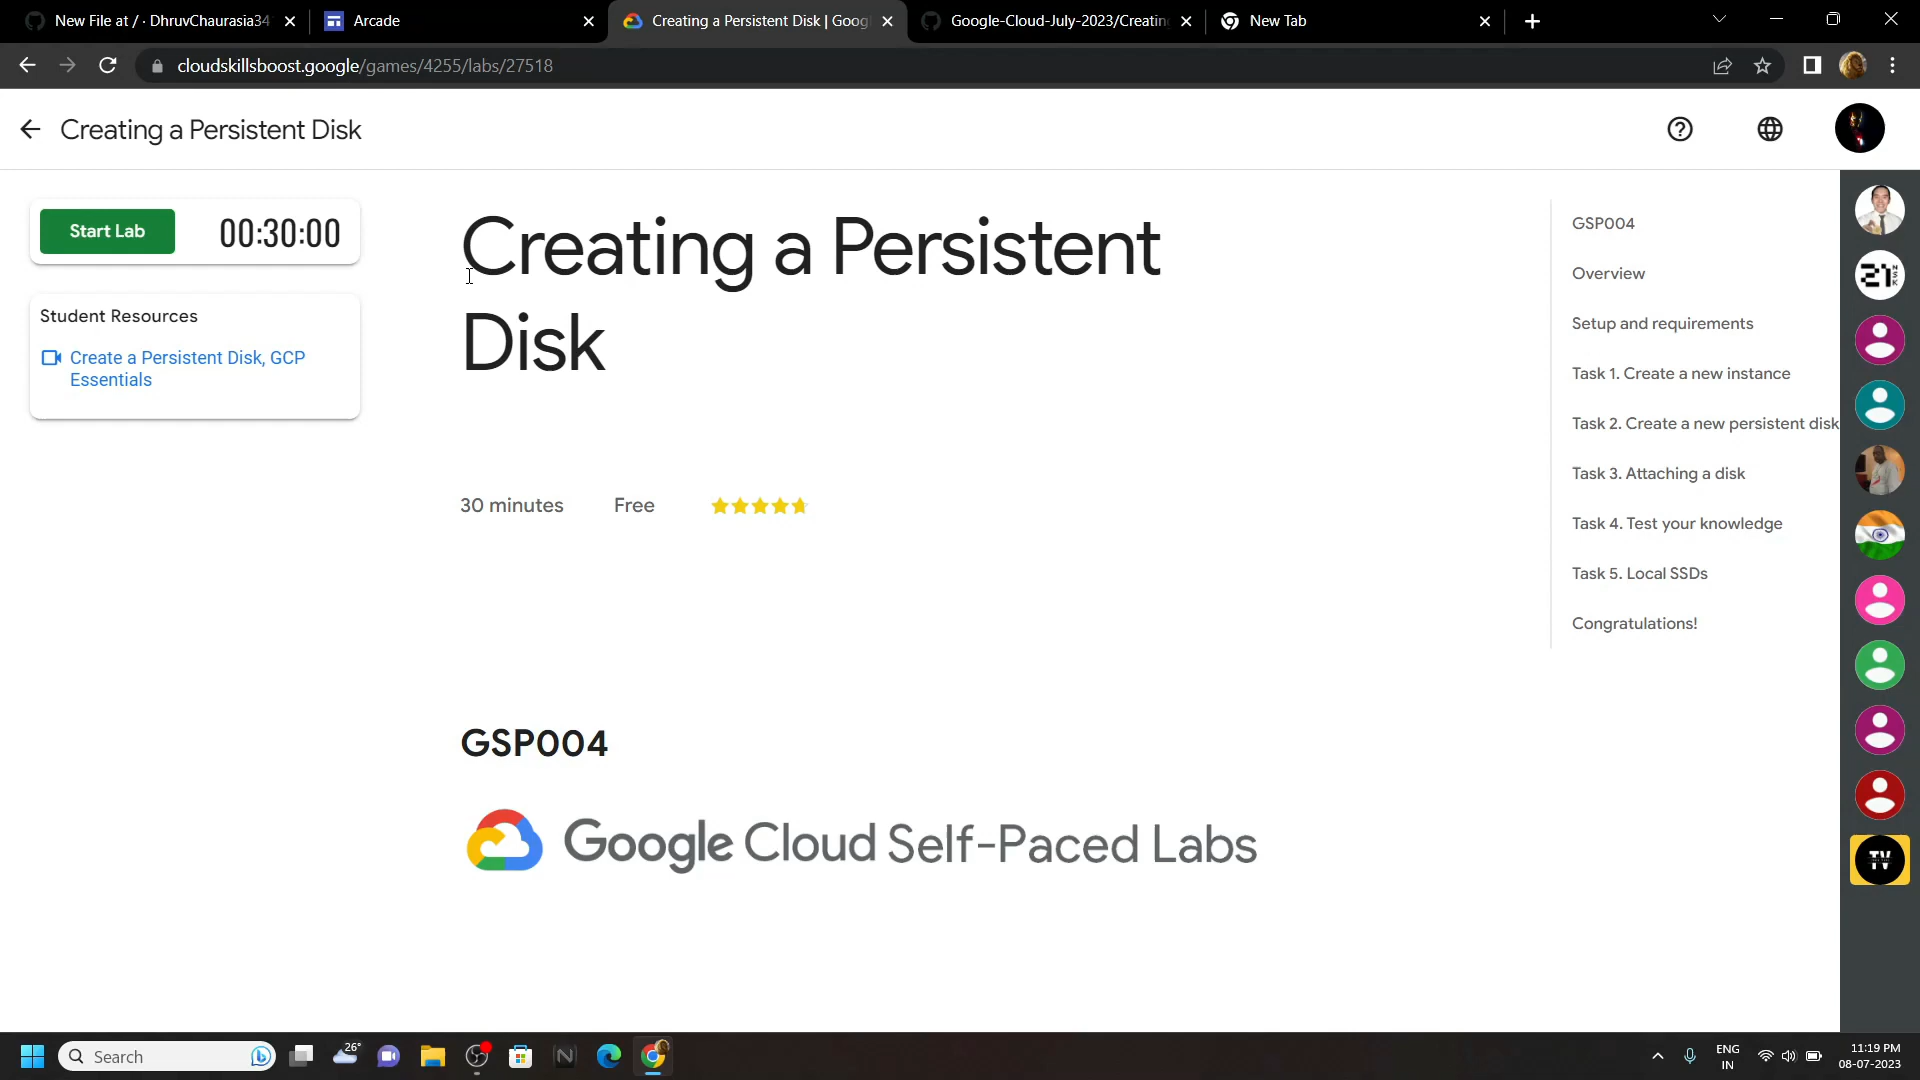 New File at / · DhruvChaurasia34
Arcade
Creating a Persistent Disk | Goog
Google-Cloud-July-2023/Creatin
New Tab
cloudskillsboost.google/games/4255/labs/27518
Creating a Persistent Disk
Start Lab
00:30:00
Student Resources
Create a Persistent Disk, GCP
Essentials
Creating a Persistent
Disk
30 minutes
Free
GSP004
Google Cloud Self-Paced Labs
GSP004
Overview
Setup and requirements
Task 1. Create a new instance
Task 2. Create a new persistent disk
Task 3. Attaching a disk
Task 4. Test your knowledge
Task 5. Local SSDs
Congratulations!
21
NSK
TV
Search
26°
ENG
IN
11:19 PM
08-07-2023